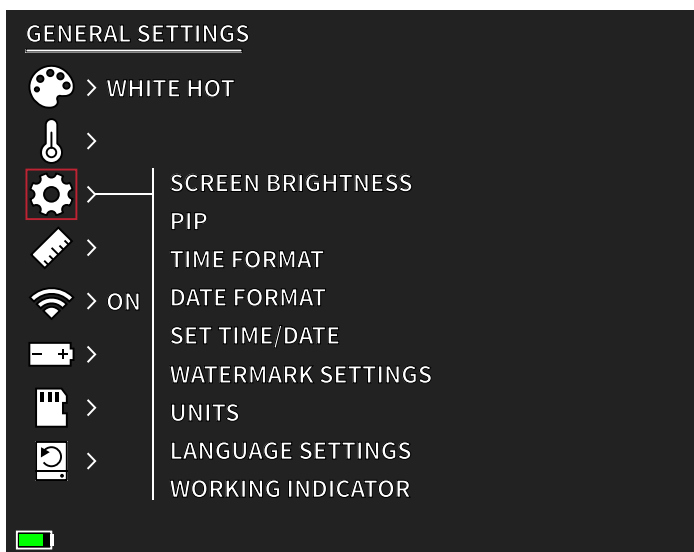 GENERAL SETTINGS
WHITE HOT
SCREEN BRIGHTNESS
PIP
TIME FORMAT
DATE FORMAT
ON
SET TIME/DATE
WATERMARK SETTINGS
UNITS
LANGUAGE SETTINGS
WORKING INDICATOR